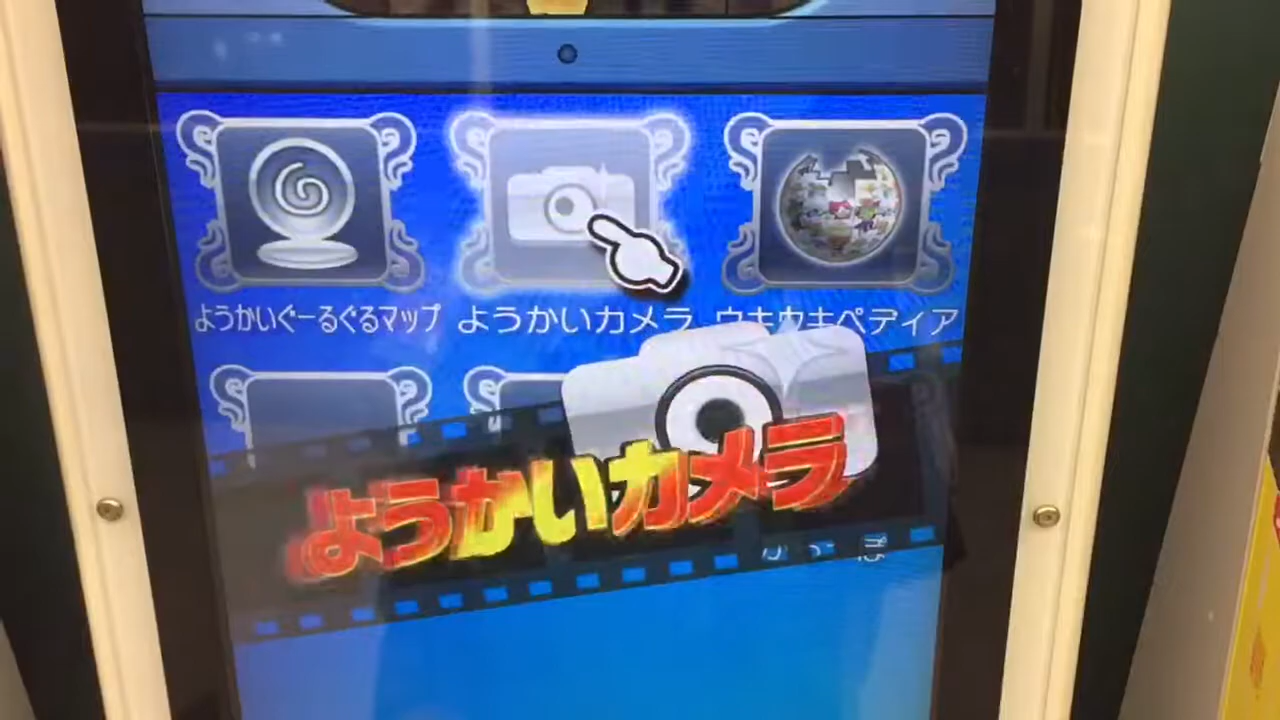 ようかいぐーるぐるマップ
ようかいカメラ
ウキウキペディア
ようかいカメラ